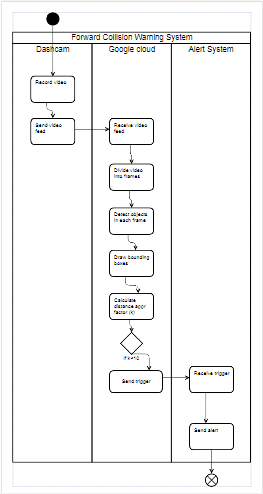 Forward Collision Warning System
Dashcam
Google cloud
Alert System
Record video
Send video
feed
Receive video
feed
Divide video
into frames
Detect objects
in each frame
Draw bounding
boxes
Calculate
distance appr
factor (k)
Send trigger
Receive trigger
Send alert